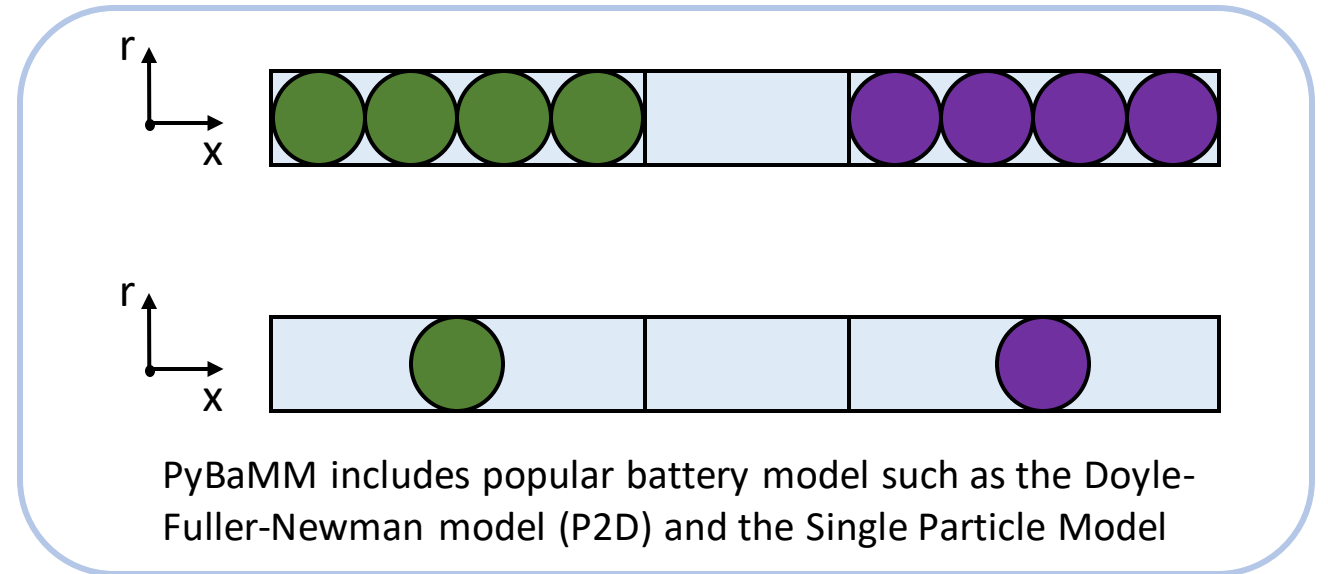 r
x
r
x
PyBaMM includes popular battery model such as the Doyle-
Fuller-Newman model (P2D) and the Single Particle Model